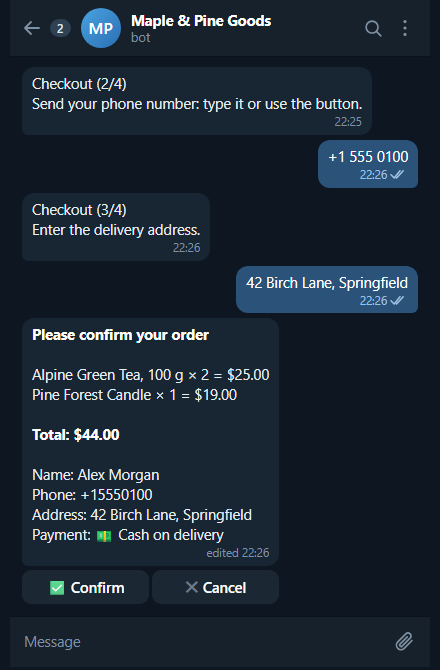 2
MP
Maple & Pine Goods
bot
Checkout (2/4)
Send your phone number: type it or use the button.
22:25
+1 555 0100
22:26
Checkout (3/4)
Enter the delivery address.
22:26
42 Birch Lane, Springfield
22:26
Please confirm your order
Alpine Green Tea, 100 g × 2 = $25.00
Pine Forest Candle × 1 = $19.00
Total: $44.00
Name: Alex Morgan
Phone: +15550100
Address: 42 Birch Lane, Springfield
Payment: 💵 Cash on delivery
edited 22:26
✅ Confirm
✖ Cancel
Message